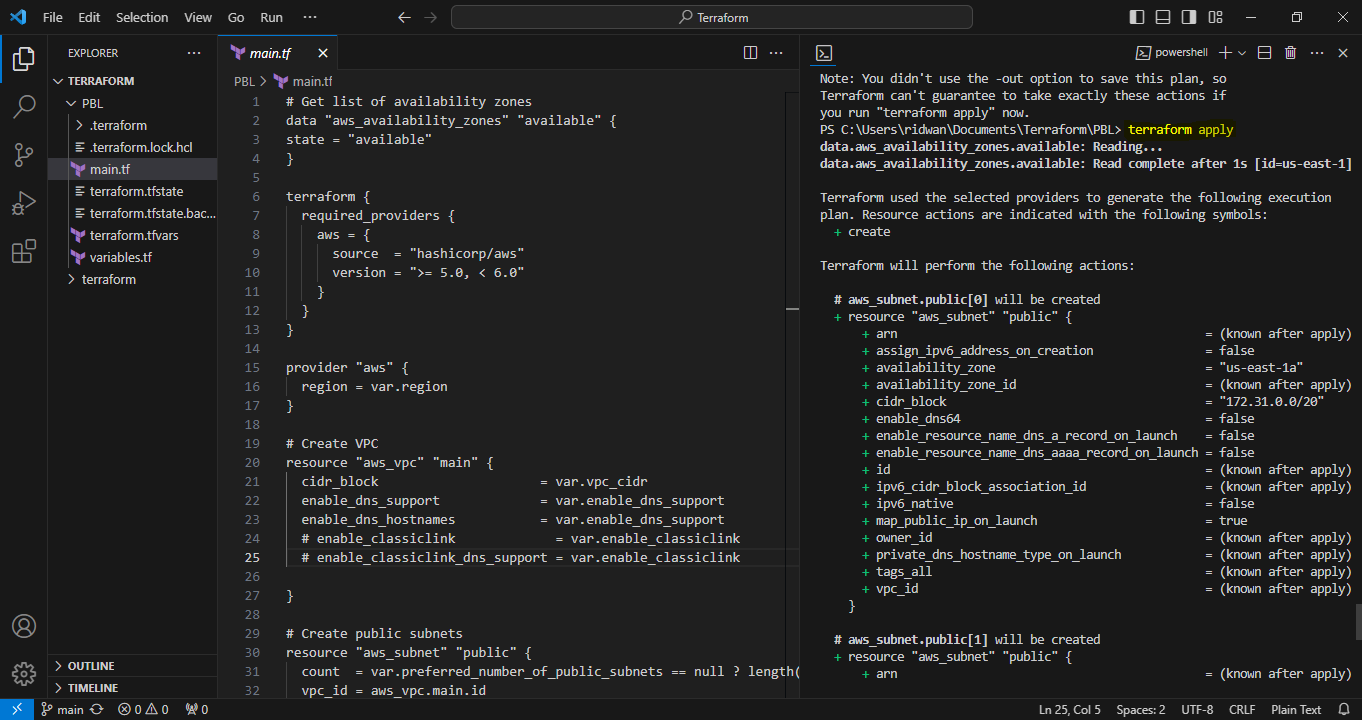 File Edit Selection View Go Run ··· Terraform
EXPLORER ···
TERRAFORM
PBL
.terraform
.terraform.lock.hcl
main.tf
terraform.tfstate
terraform.tfstate.bac...
terraform.tfvars
variables.tf
terraform
OUTLINE
TIMELINE
main.tf
PBL > main.tf
1 # Get list of availability zones
2 data "aws_availability_zones" "available" {
3 state = "available"
4 }
5
6 terraform {
7 required_providers {
8 aws = {
9 source = "hashicorp/aws"
10 version = ">= 5.0, < 6.0"
11 }
12 }
13 }
14
15 provider "aws" {
16 region = var.region
17 }
18
19 # Create VPC
20 resource "aws_vpc" "main" {
21 cidr_block = var.vpc_cidr
22 enable_dns_support = var.enable_dns_support
23 enable_dns_hostnames = var.enable_dns_support
24 # enable_classiclink = var.enable_classiclink
25 # enable_classiclink_dns_support = var.enable_classiclink
26
27 }
28
29 # Create public subnets
30 resource "aws_subnet" "public" {
31 count = var.preferred_number_of_public_subnets == null ? length(
32 vpc_id = aws_vpc.main.id
powershell
Note: You didn't use the -out option to save this plan, so
Terraform can't guarantee to take exactly these actions if
you run "terraform apply" now.
PS C:\Users\ridwan\Documents\Terraform\PBL> terraform apply
data.aws_availability_zones.available: Reading...
data.aws_availability_zones.available: Read complete after 1s [id=us-east-1]
Terraform used the selected providers to generate the following execution
plan. Resource actions are indicated with the following symbols:
+ create
Terraform will perform the following actions:
# aws_subnet.public[0] will be created
+ resource "aws_subnet" "public" {
+ arn = (known after apply)
+ assign_ipv6_address_on_creation = false
+ availability_zone = "us-east-1a"
+ availability_zone_id = (known after apply)
+ cidr_block = "172.31.0.0/20"
+ enable_dns64 = false
+ enable_resource_name_dns_a_record_on_launch = false
+ enable_resource_name_dns_aaaa_record_on_launch = false
+ id = (known after apply)
+ ipv6_cidr_block_association_id = (known after apply)
+ ipv6_native = false
+ map_public_ip_on_launch = true
+ owner_id = (known after apply)
+ private_dns_hostname_type_on_launch = (known after apply)
+ tags_all = (known after apply)
+ vpc_id = (known after apply)
}
# aws_subnet.public[1] will be created
+ resource "aws_subnet" "public" {
+ arn = (known after apply)
main 0 0 0 Ln 25, Col 5 Spaces: 2 UTF-8 CRLF Plain Text